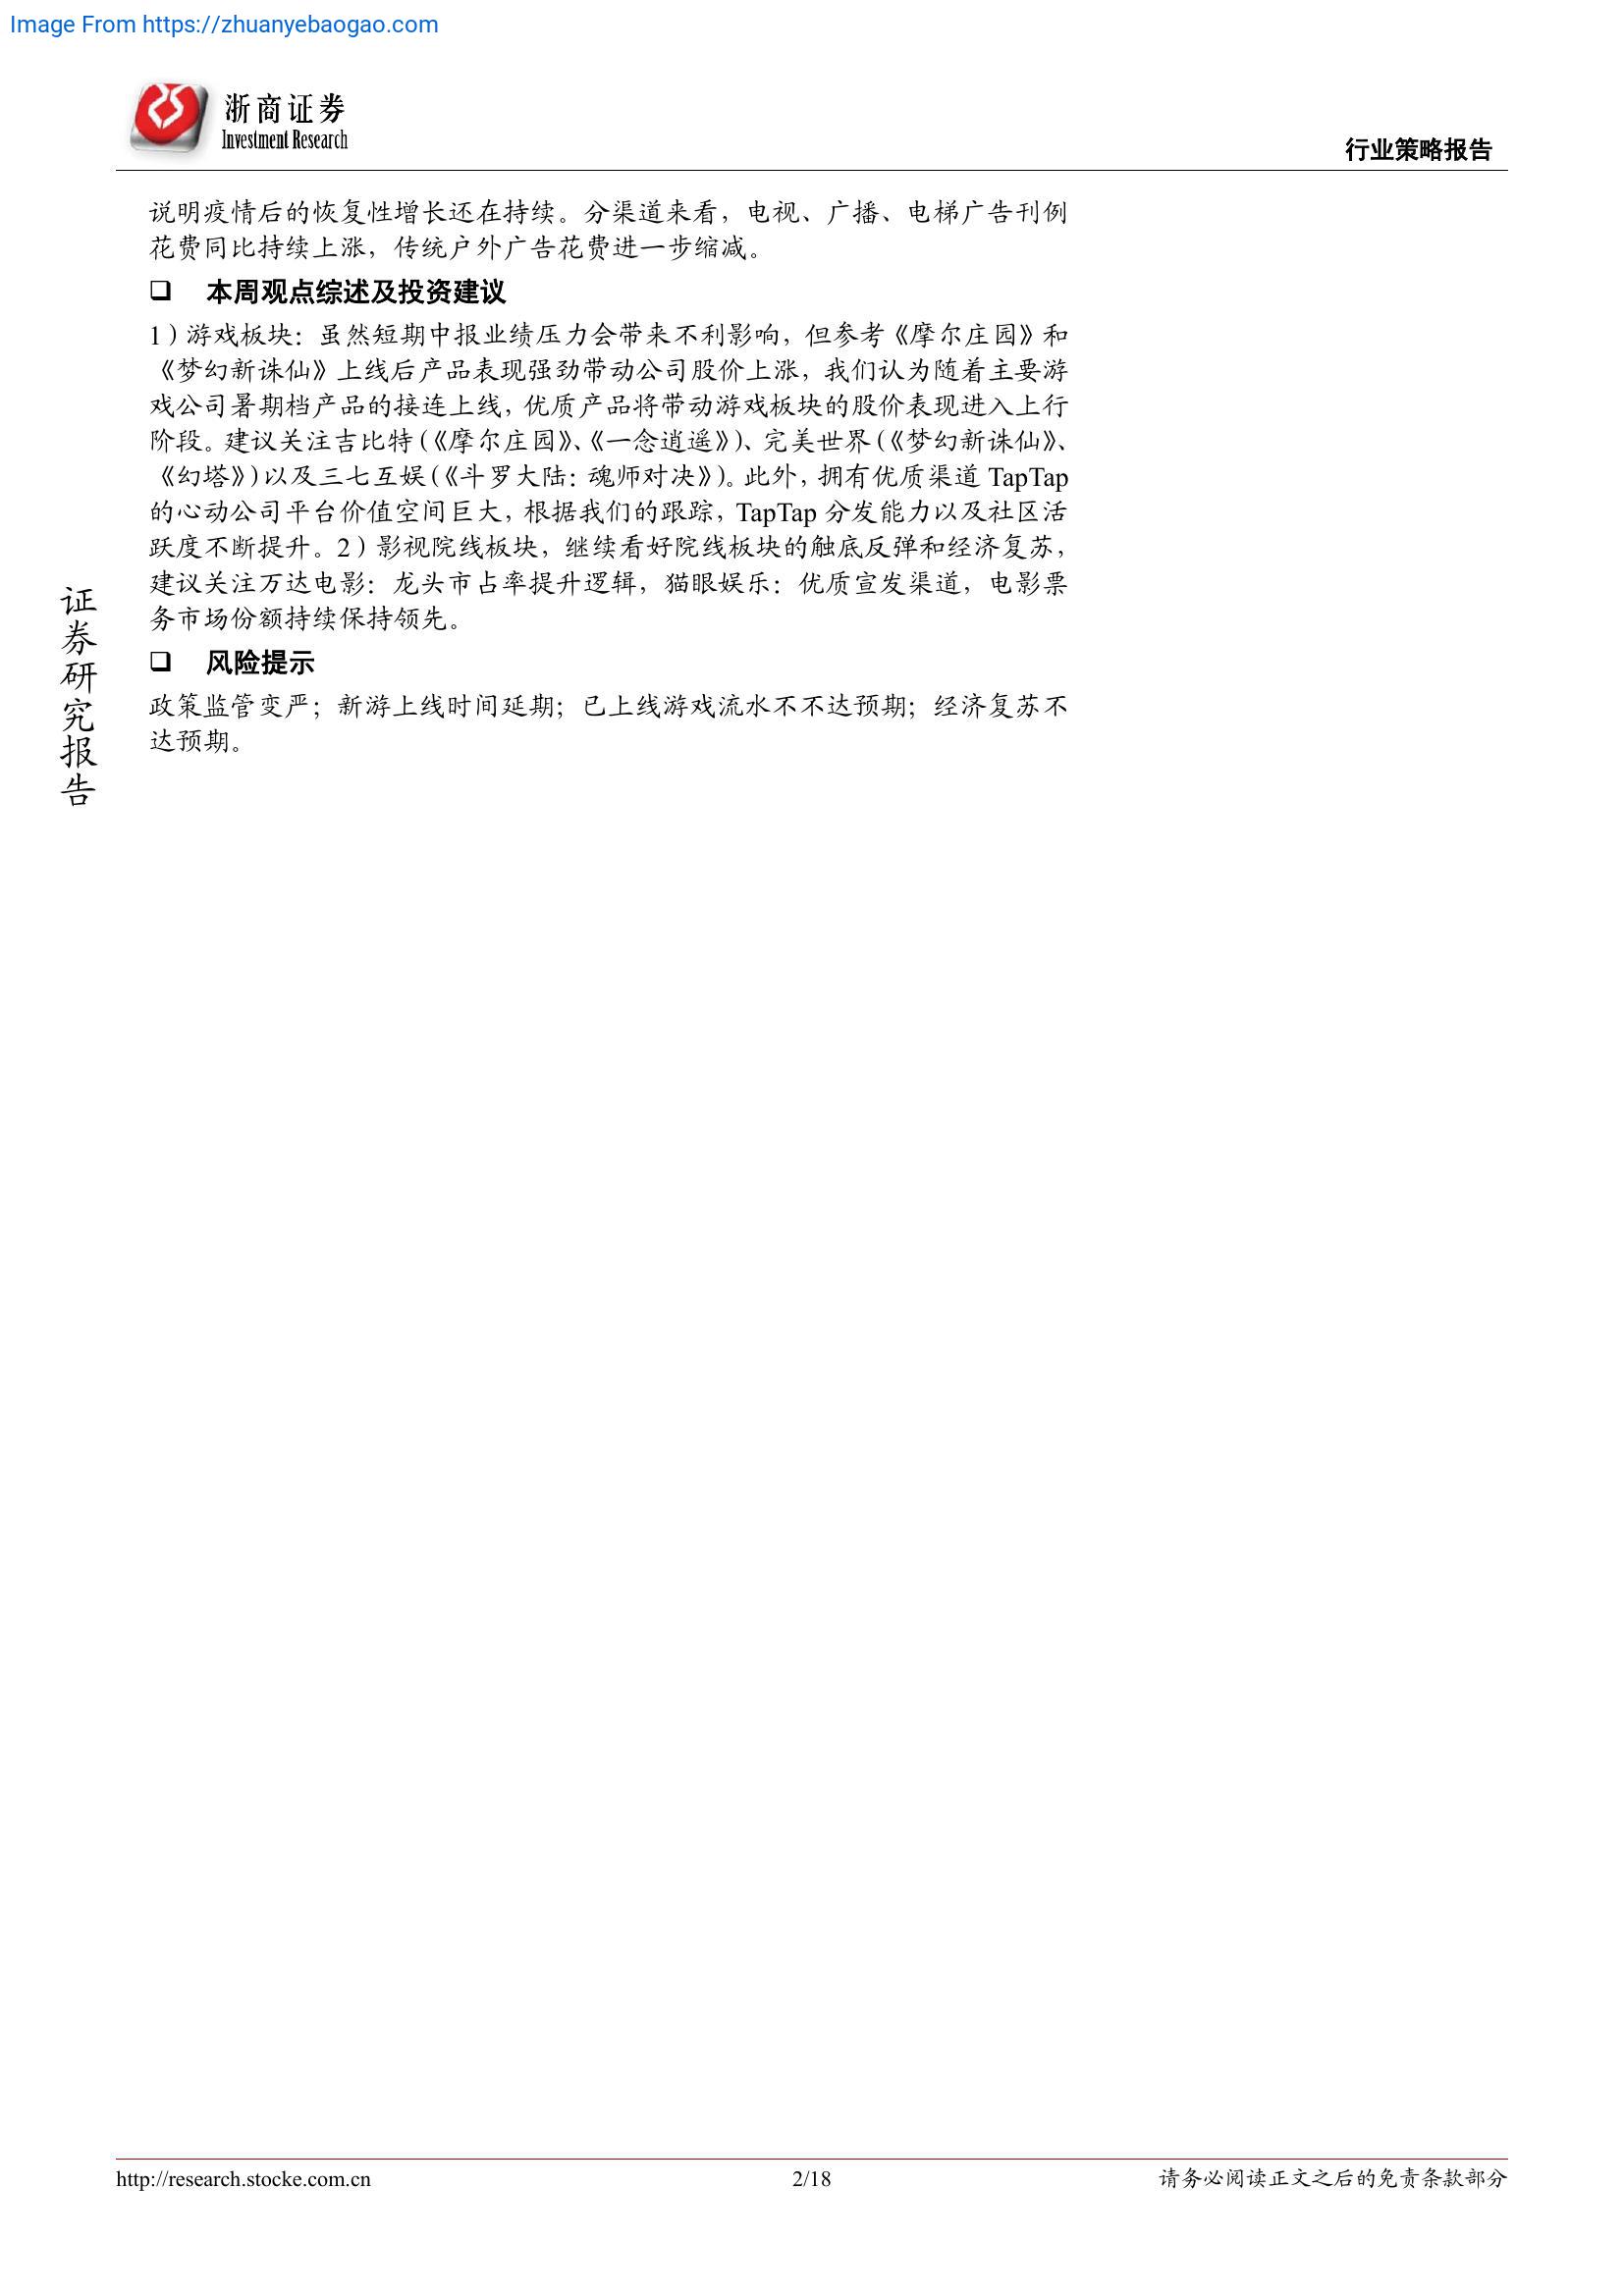 Image From https://zhuanyebaogao.com
浙商证券
Investment Research
行业策略报告
说明疫情后的恢复性增长还在持续。分渠道来看，电视、广播、电梯广告刊例
花费同比持续上涨，传统户外广告花费进一步缩减。
❑ 本周观点综述及投资建议
1）游戏板块：虽然短期中报业绩压力会带来不利影响，但参考《摩尔庄园》和
《梦幻新诛仙》上线后产品表现强劲带动公司股价上涨，我们认为随着主要游
戏公司暑期档产品的接连上线，优质产品将带动游戏板块的股价表现进入上行
阶段。建议关注吉比特（《摩尔庄园》、《一念逍遥》）、完美世界（《梦幻新诛仙》、
《幻塔》）以及三七互娱（《斗罗大陆：魂师对决》）。此外，拥有优质渠道 TapTap
的心动公司平台价值空间巨大，根据我们的跟踪，TapTap 分发能力以及社区活
跃度不断提升。2）影视院线板块，继续看好院线板块的触底反弹和经济复苏，
建议关注万达电影：龙头市占率提升逻辑，猫眼娱乐：优质宣发渠道，电影票
务市场份额持续保持领先。
❑ 风险提示
政策监管变严；新游上线时间延期；已上线游戏流水不不达预期；经济复苏不
达预期。
证券研究报告
http://research.stocke.com.cn
2/18
请务必阅读正文之后的免责条款部分